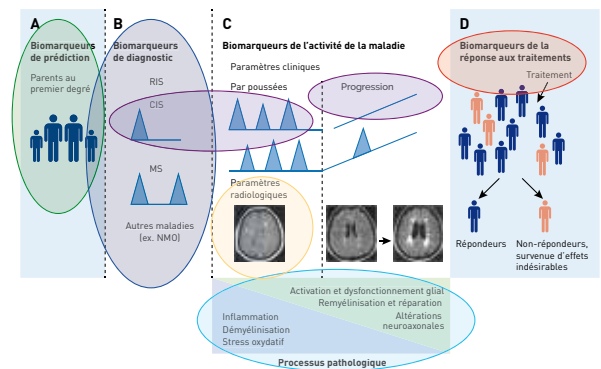 A
Biomarqueurs
de prédiction
Parents au
premier degré
B
Biomarqueurs
de diagnostic
RIS
CIS
MS
Autres maladies
(ex. NMO)
C
Biomarqueurs de l'activité de la maladie
Paramètres cliniques
Par poussées
Progression
Paramètres
radiologiques
D
Biomarqueurs de la
réponse aux traitements
Traitement
Répondeurs
Non-répondeurs,
survenue d'effets
indésirables
Activation et dysfonctionnement glial
Remyélinisation et réparation
Altérations
neuroaxonales
Inflammation
Démyélinisation
Stress oxydatif
Processus pathologique